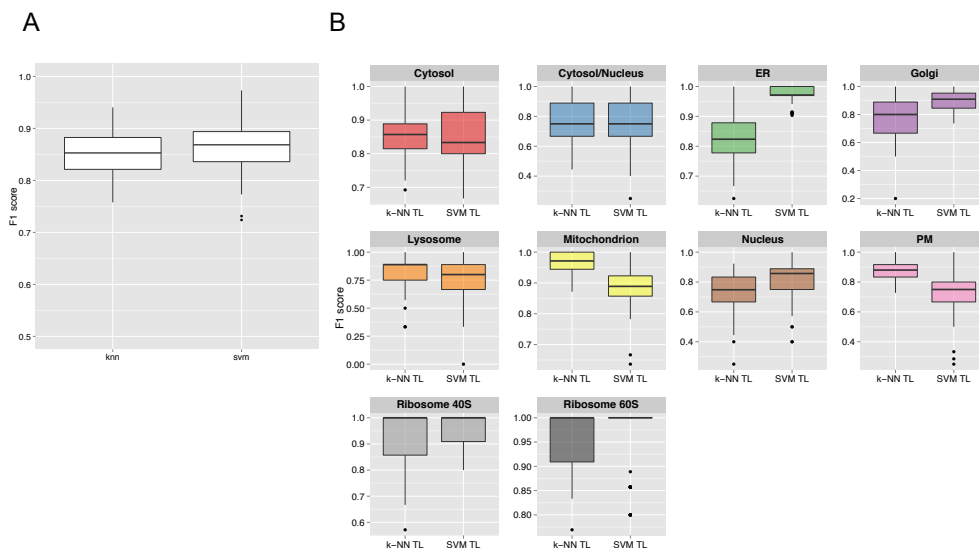 A
B
F1 score
1.0
0.9
0.8
0.7
0.6
0.5
knn
svm
F1 score
Cytosol
1.0
0.9
0.8
0.7
k−NN TL
SVM TL
Cytosol/Nucleus
1.0
0.8
0.6
0.4
k−NN TL
SVM TL
ER
1.0
0.9
0.8
0.7
0.6
k−NN TL
SVM TL
Golgi
1.0
0.8
0.6
0.4
0.2
k−NN TL
SVM TL
Lysosome
1.00
0.75
0.50
0.25
0.00
k−NN TL
SVM TL
Mitochondrion
1.0
0.9
0.8
0.7
k−NN TL
SVM TL
Nucleus
1.0
0.8
0.6
0.4
k−NN TL
SVM TL
PM
1.0
0.8
0.6
0.4
k−NN TL
SVM TL
Ribosome 40S
1.0
0.9
0.8
0.7
0.6
k−NN TL
SVM TL
Ribosome 60S
1.00
0.95
0.90
0.85
0.80
k−NN TL
SVM TL